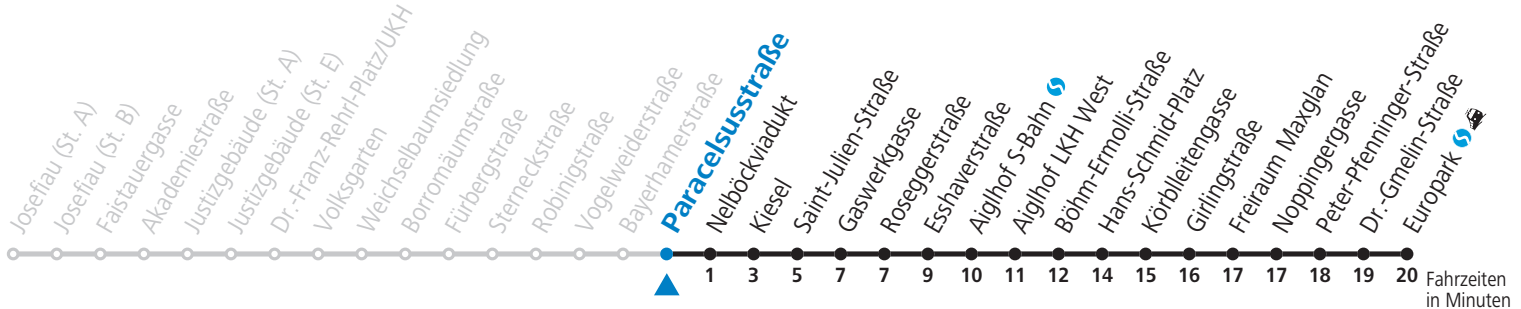 Josefiau (St. A)
Josefiau (St. B)
Faistauergasse
Akademiestraße
Justizgebäude (St. A)
Justizgebäude (St. E)
Dr.-Franz-Rehrl-Platz/UKH
Volksgarten
Weichselbaumsiedlung
Borromäumstraße
Fürbergstraße
Sterneckstraße
Robinigstraße
Vogelweiderstraße
Bayerhamerstraße
Paracelsusstraße
Nelböckviadukt
Kiesel
Saint-Julien-Straße
Gaswerkgasse
Roseggerstraße
Esshaverstraße
Aiglhof S-Bahn
Aiglhof LKH West
Böhm-Ermolli-Straße
Hans-Schmid-Platz
Körblleitengasse
Girlingstraße
Freiraum Maxglan
Noppingergasse
Peter-Pfenninger-Straße
Dr.-Gmelin-Straße
Europark
1 3 5 7 7 9 10 11 12 14 15 16 17 17 18 19 20
Fahrzeiten
in Minuten